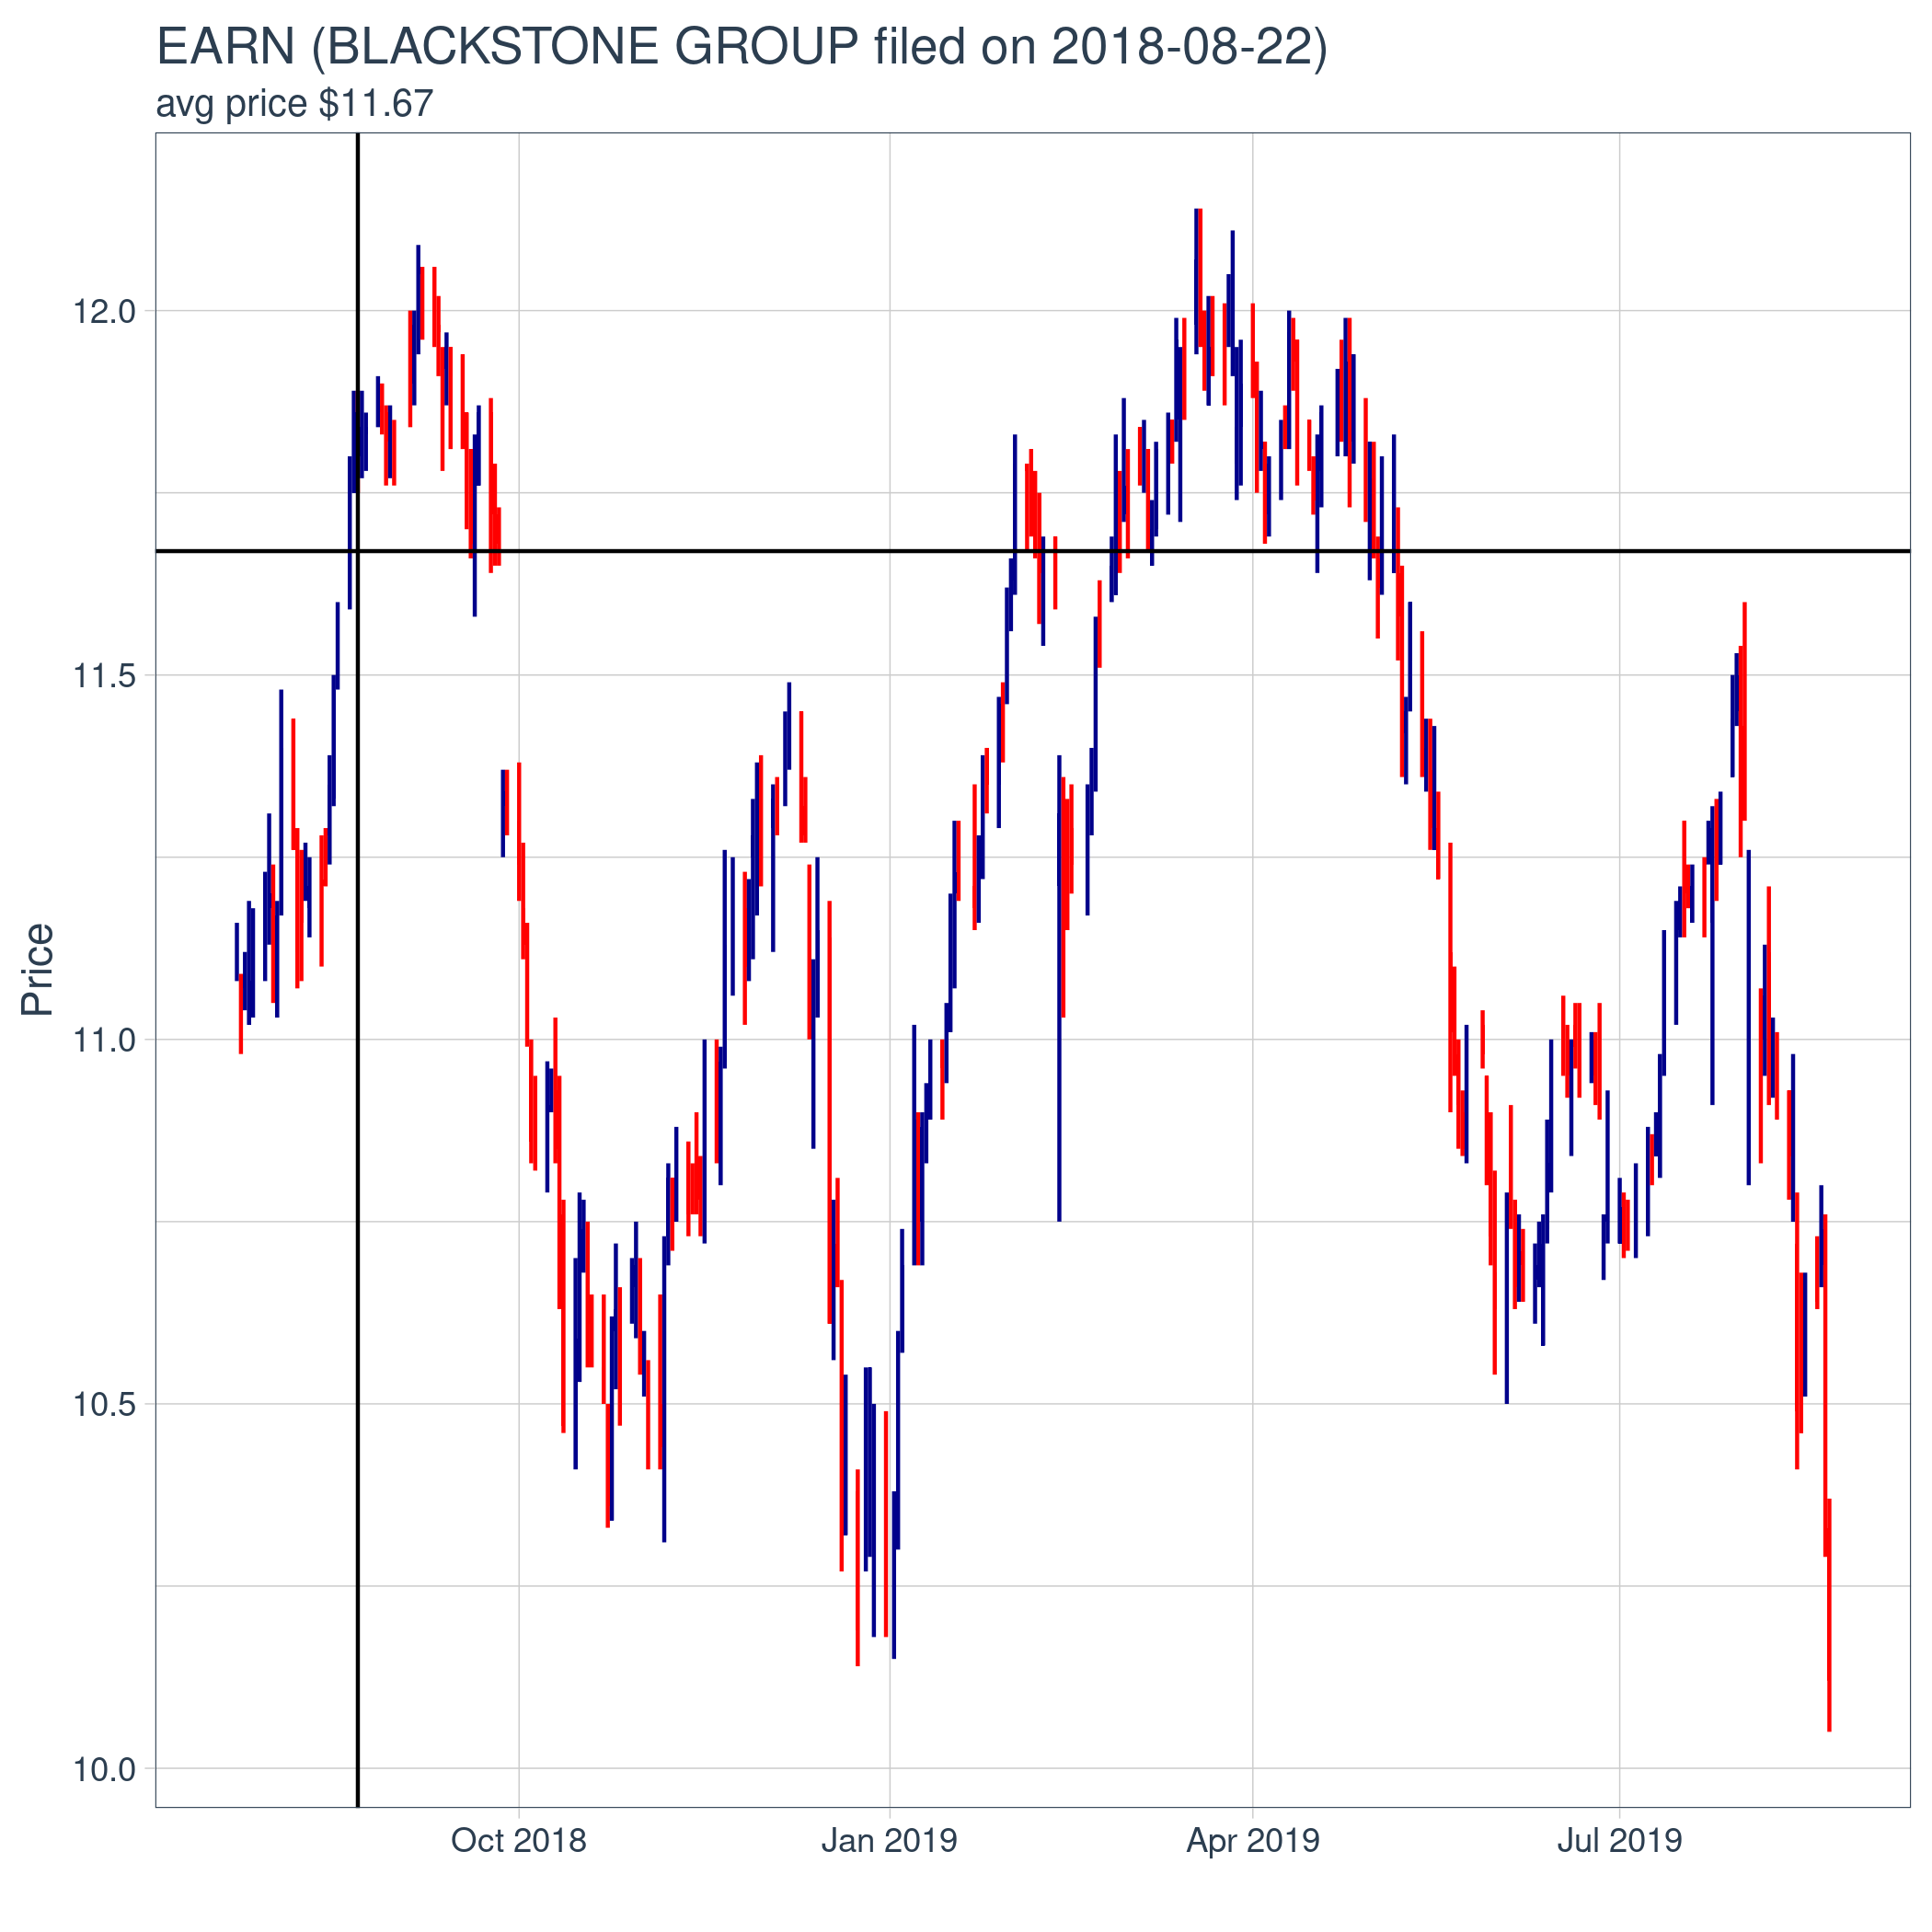 EARN (BLACKSTONE GROUP filed on 2018-08-22)
avg price $11.67
Price
12.0
11.5
11.0
10.5
10.0
Oct 2018
Jan 2019
Apr 2019
Jul 2019